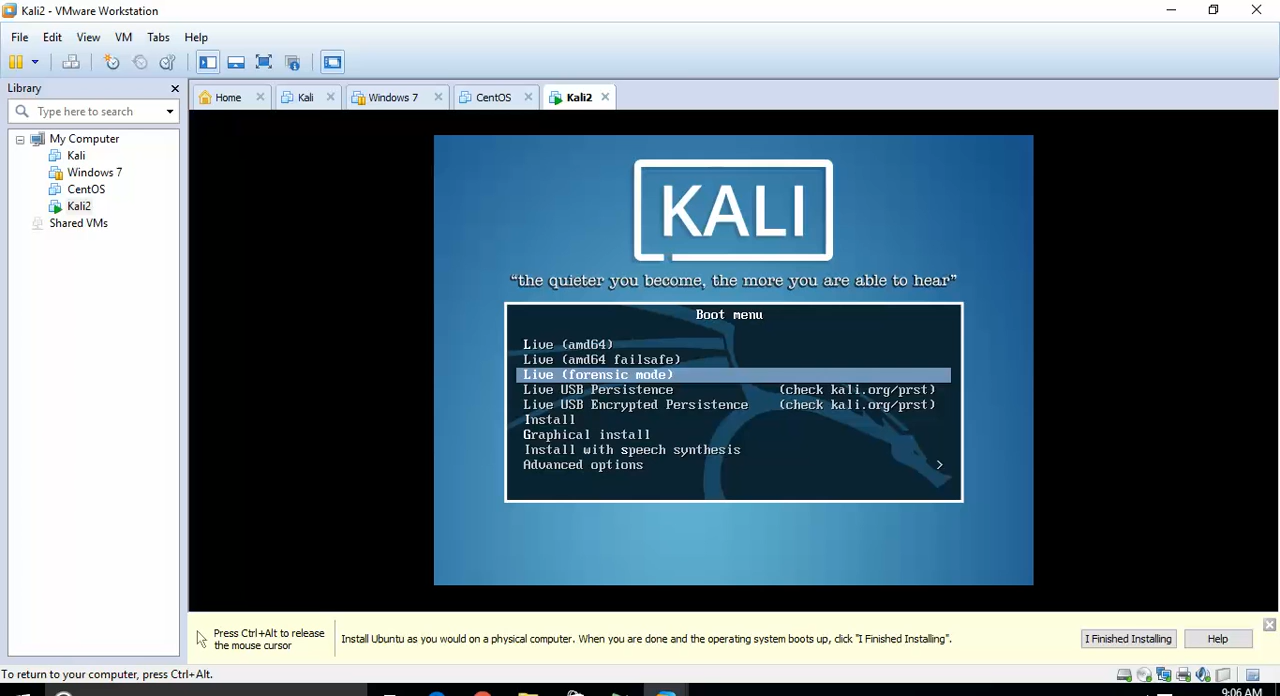 Kali2 - VMware Workstation
File Edit View VM Tabs Help
Library
Type here to search
My Computer
Kali
Windows 7
CentOS
Kali2
Shared VMs
Home Kali Windows 7 CentOS Kali2
KALI
“the quieter you become, the more you are able to hear”
Boot menu
Live (amd64)
Live (amd64 failsafe)
Live (forensic mode)
Live USB Persistence (check kali.org/prst)
Live USB Encrypted Persistence (check kali.org/prst)
Install
Graphical install
Install with speech synthesis
Advanced options >
Press Ctrl+Alt to release
the mouse cursor
Install Ubuntu as you would on a physical computer. When you are done and the operating system boots up, click "I Finished Installing".
I Finished Installing Help
To return to your computer, press Ctrl+Alt.
9:06 AM